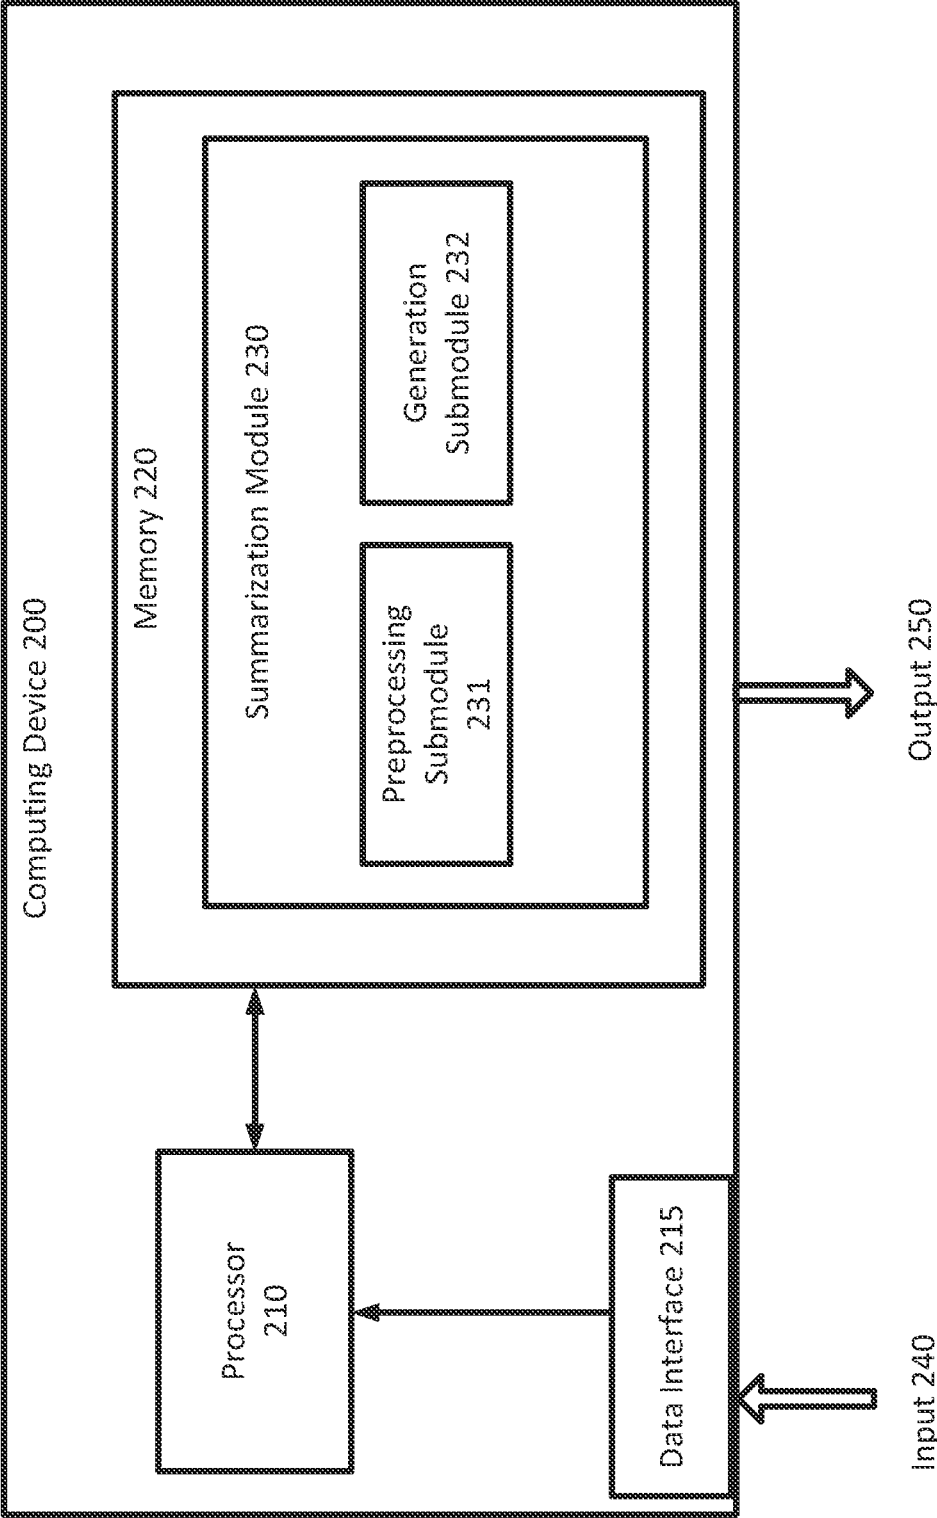 Computing Device 200
Memory 220
Summarization Module 230
Processor
210
Preprocessing
Submodule
231
Generation
Submodule 232
Data Interface 215
Input 240
Output 250